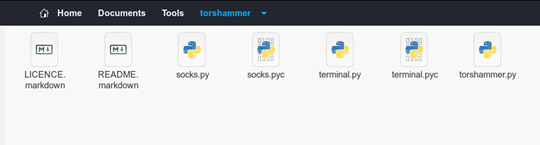 Home Documents Tools torshammer
LICENCE. README. socks.py socks.pyc terminal.py terminal.pyc torshammer.py
markdown markdown